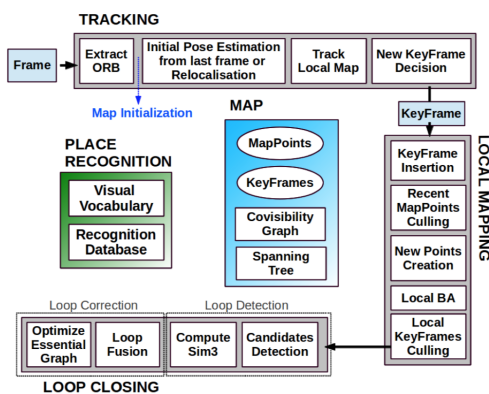 TRACKING
Frame
Extract
ORB
Initial Pose Estimation
from last frame or
Relocalisation
Track
Local Map
New KeyFrame
Decision
Map Initialization
KeyFrame
MAP
MapPoints
KeyFrames
Covisibility
Graph
Spanning
Tree
PLACE
RECOGNITION
Visual
Vocabulary
Recognition
Database
LOCAL MAPPING
KeyFrame
Insertion
Recent
MapPoints
Culling
New Points
Creation
Local BA
Local
KeyFrames
Culling
Loop Correction
Loop Detection
Optimize
Essential
Graph
Loop
Fusion
Compute
Sim3
Candidates
Detection
LOOP CLOSING